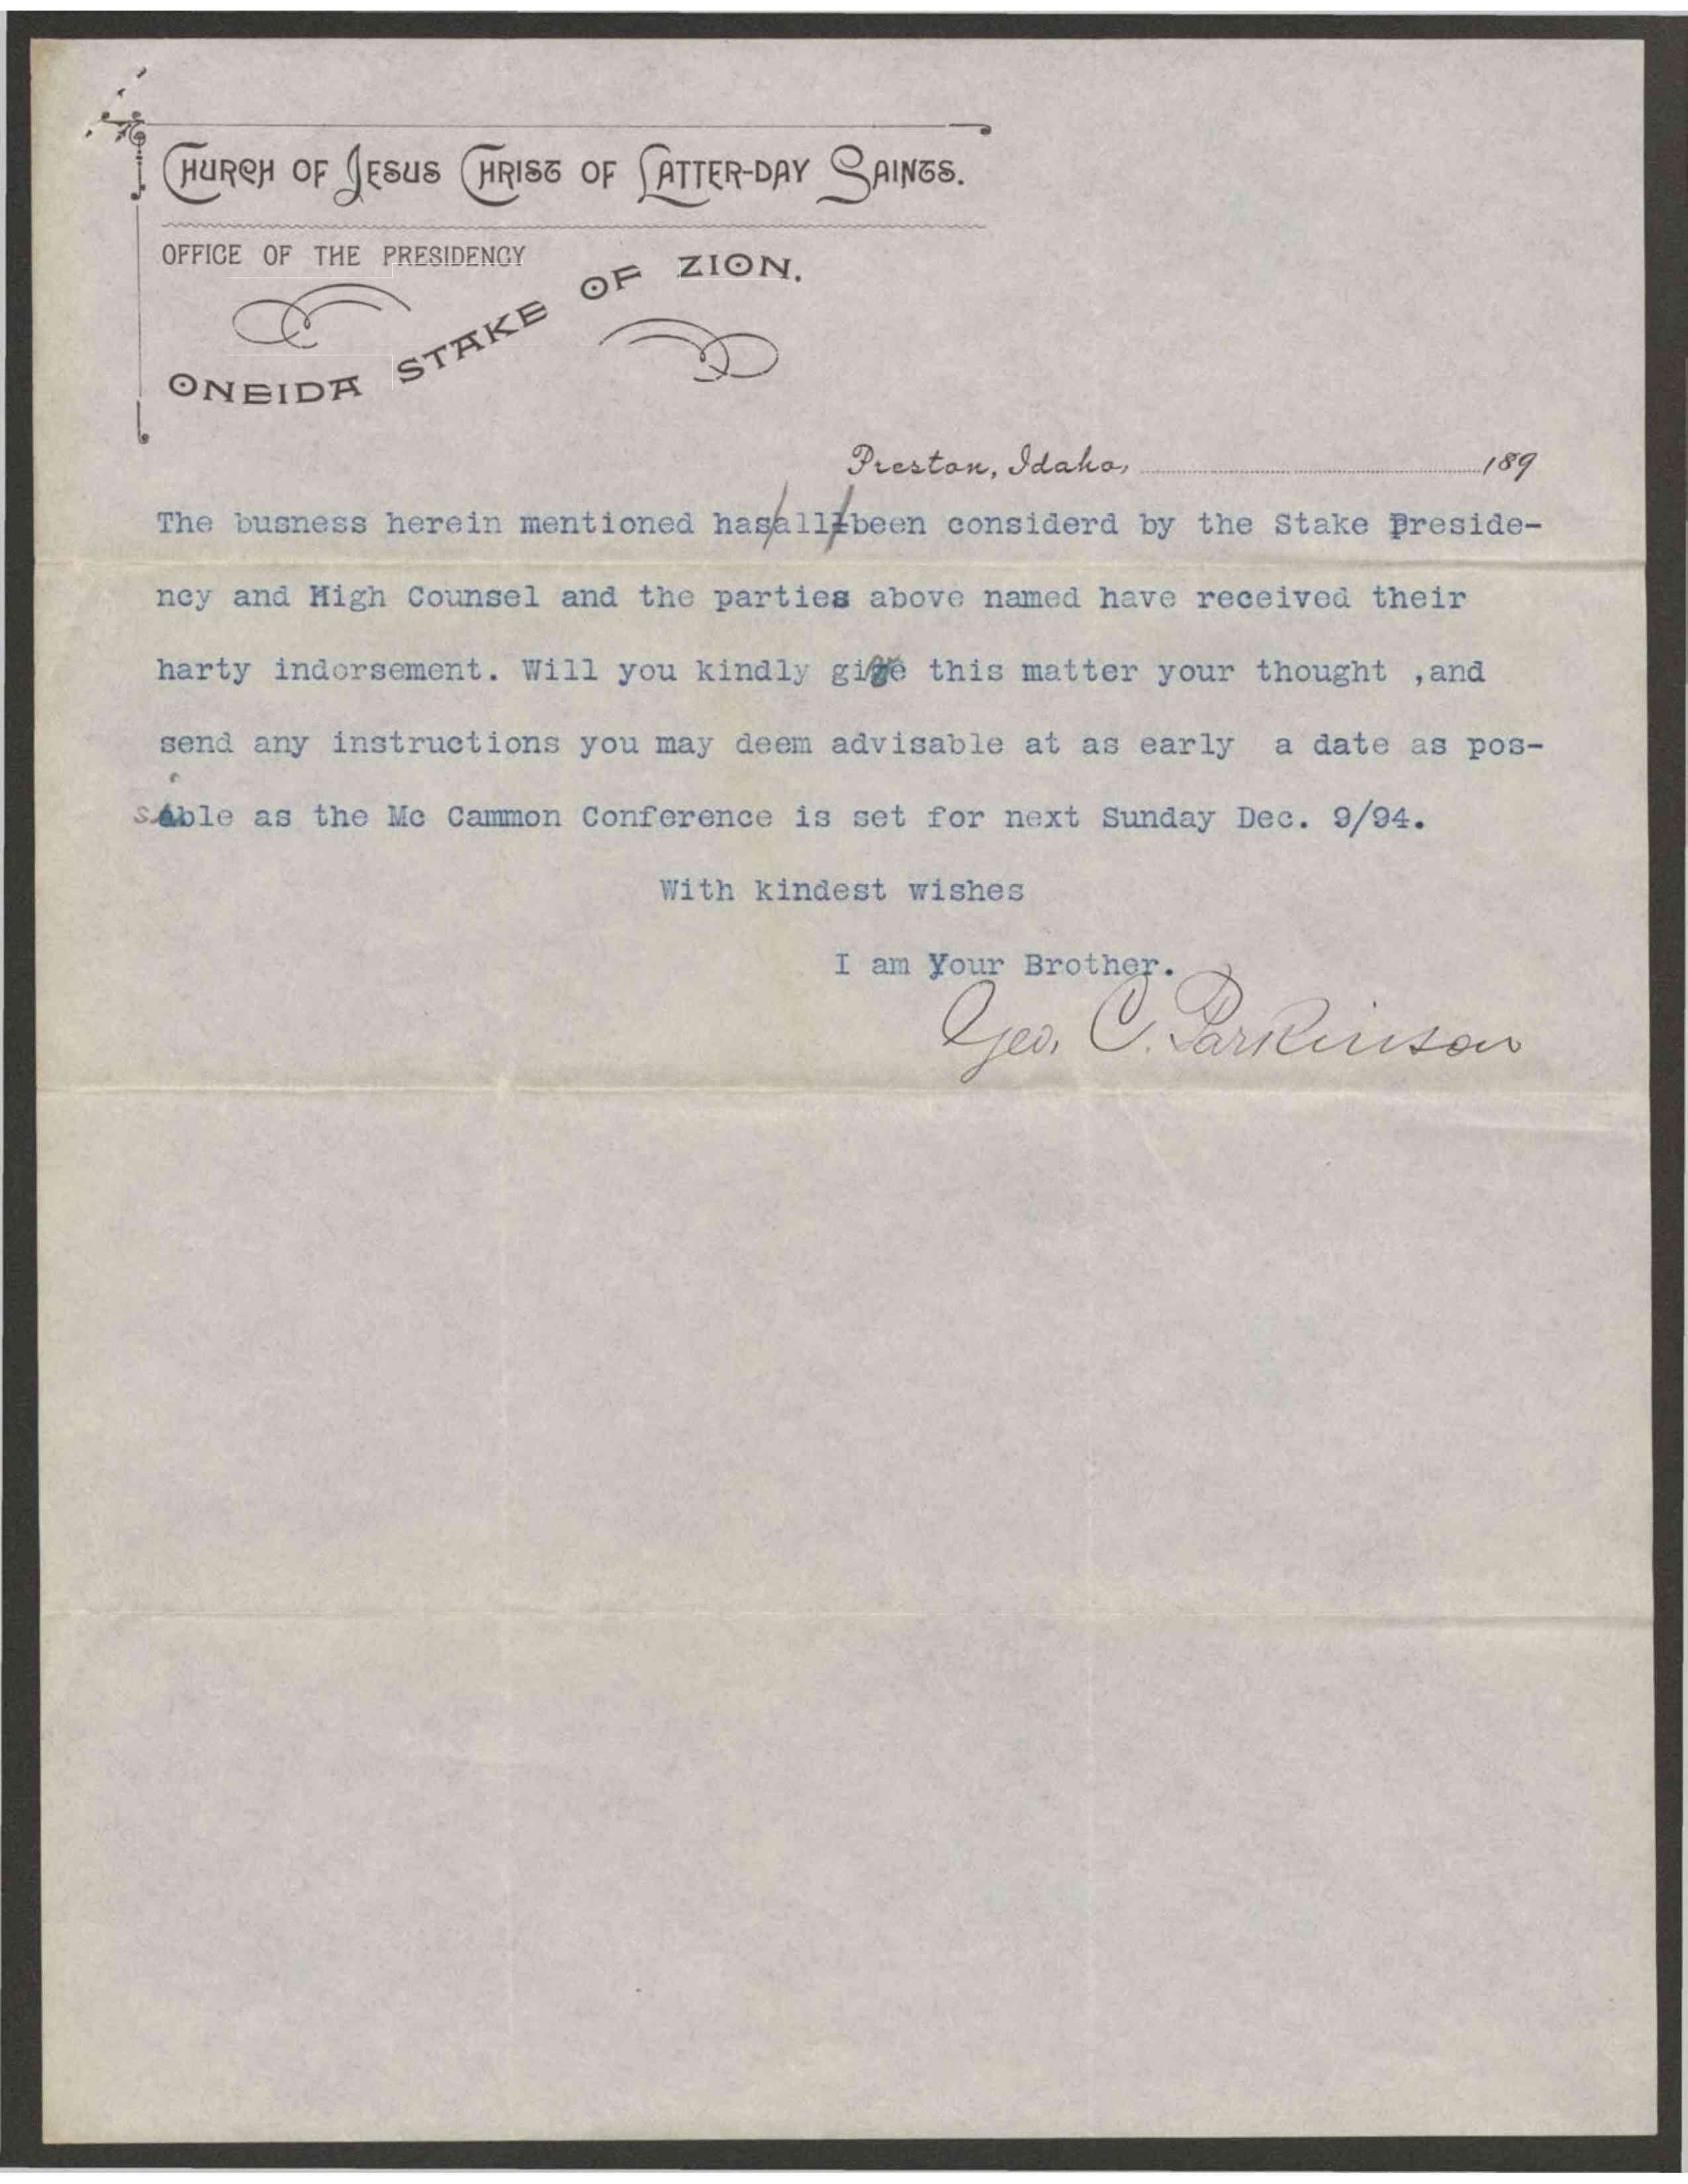 CHURCH OF JESUS CHRIST OF LATTER-DAY SAINTS.
OFFICE OF THE PRESIDENCY
ONEIDA STAKE OF ZION.
Preston, Idaho, 189
The busness herein mentioned has/all/been considerd by the Stake Preside-
ncy and High Counsel and the parties above named have received their
harty indorsement. Will you kindly give this matter your thought ,and
send any instructions you may deem advisable at as early a date as pos-
sible as the Mc Cammon Conference is set for next Sunday Dec. 9/94.
With kindest wishes
I am Your Brother.
Geo. C. Parkinson